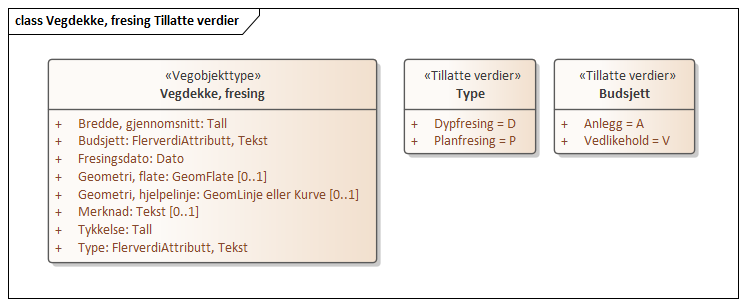 class Vegdekke, fresing Tillatte verdier
«Vegobjekttype»
Vegdekke, fresing
+ Bredde, gjennomsnitt: Tall
+ Budsjett: FlerverdiAttributt, Tekst
+ Fresingsdato: Dato
+ Geometri, flate: GeomFlate [0..1]
+ Geometri, hjelpelinje: GeomLinje eller Kurve [0..1]
+ Merknad: Tekst [0..1]
+ Tykkelse: Tall
+ Type: FlerverdiAttributt, Tekst
«Tillatte verdier»
Type
+ Dypfresing = D
+ Planfresing = P
«Tillatte verdier»
Budsjett
+ Anlegg = A
+ Vedlikehold = V